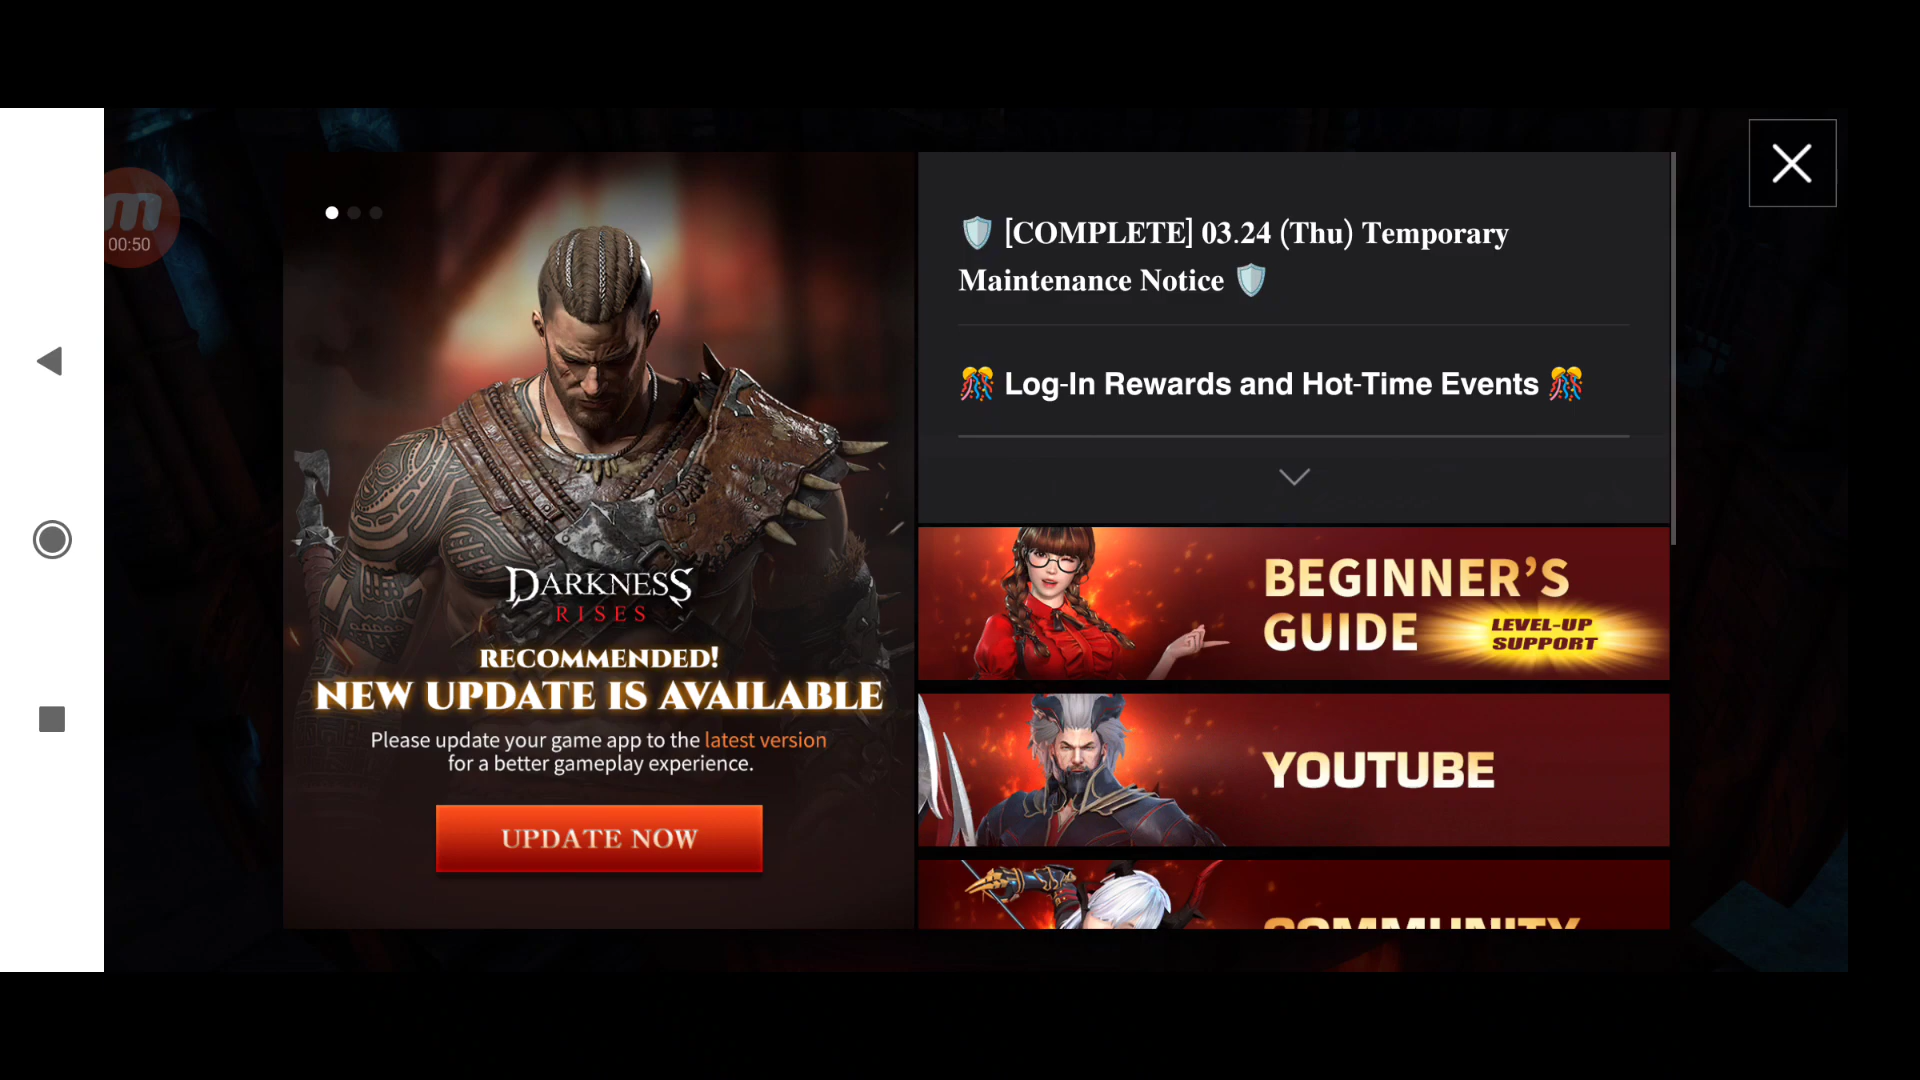 00:50
[COMPLETE] 03.24 (Thu) Temporary
Maintenance Notice
Log-In Rewards and Hot-Time Events
DARKNESS
RISES
RECOMMENDED!
NEW UPDATE IS AVAILABLE
Please update your game app to the latest version
for a better gameplay experience.
UPDATE NOW
BEGINNER'S
GUIDE
LEVEL-UP
SUPPORT
YOUTUBE
COMMUNITY